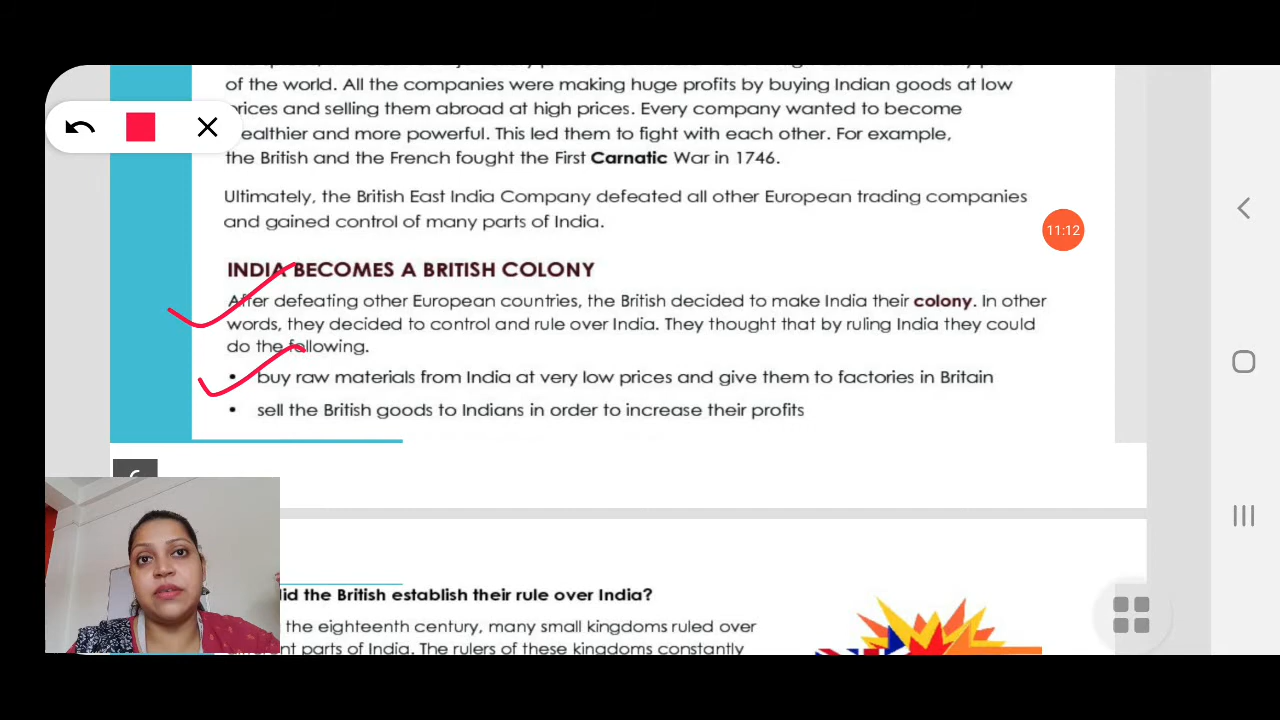 of the world. All the companies were making huge profits by buying Indian goods at low
prices and selling them abroad at high prices. Every company wanted to become
wealthier and more powerful. This led them to fight with each other. For example,
the British and the French fought the First Carnatic War in 1746.
Ultimately, the British East India Company defeated all other European trading companies
and gained control of many parts of India.
11:12
INDIA BECOMES A BRITISH COLONY
After defeating other European countries, the British decided to make India their colony. In other
words, they decided to control and rule over India. They thought that by ruling India they could
do the following.
• buy raw materials from India at very low prices and give them to factories in Britain
• sell the British goods to Indians in order to increase their profits
did the British establish their rule over India?
the eighteenth century, many small kingdoms ruled over
parts of India. The rulers of these kingdoms constantly